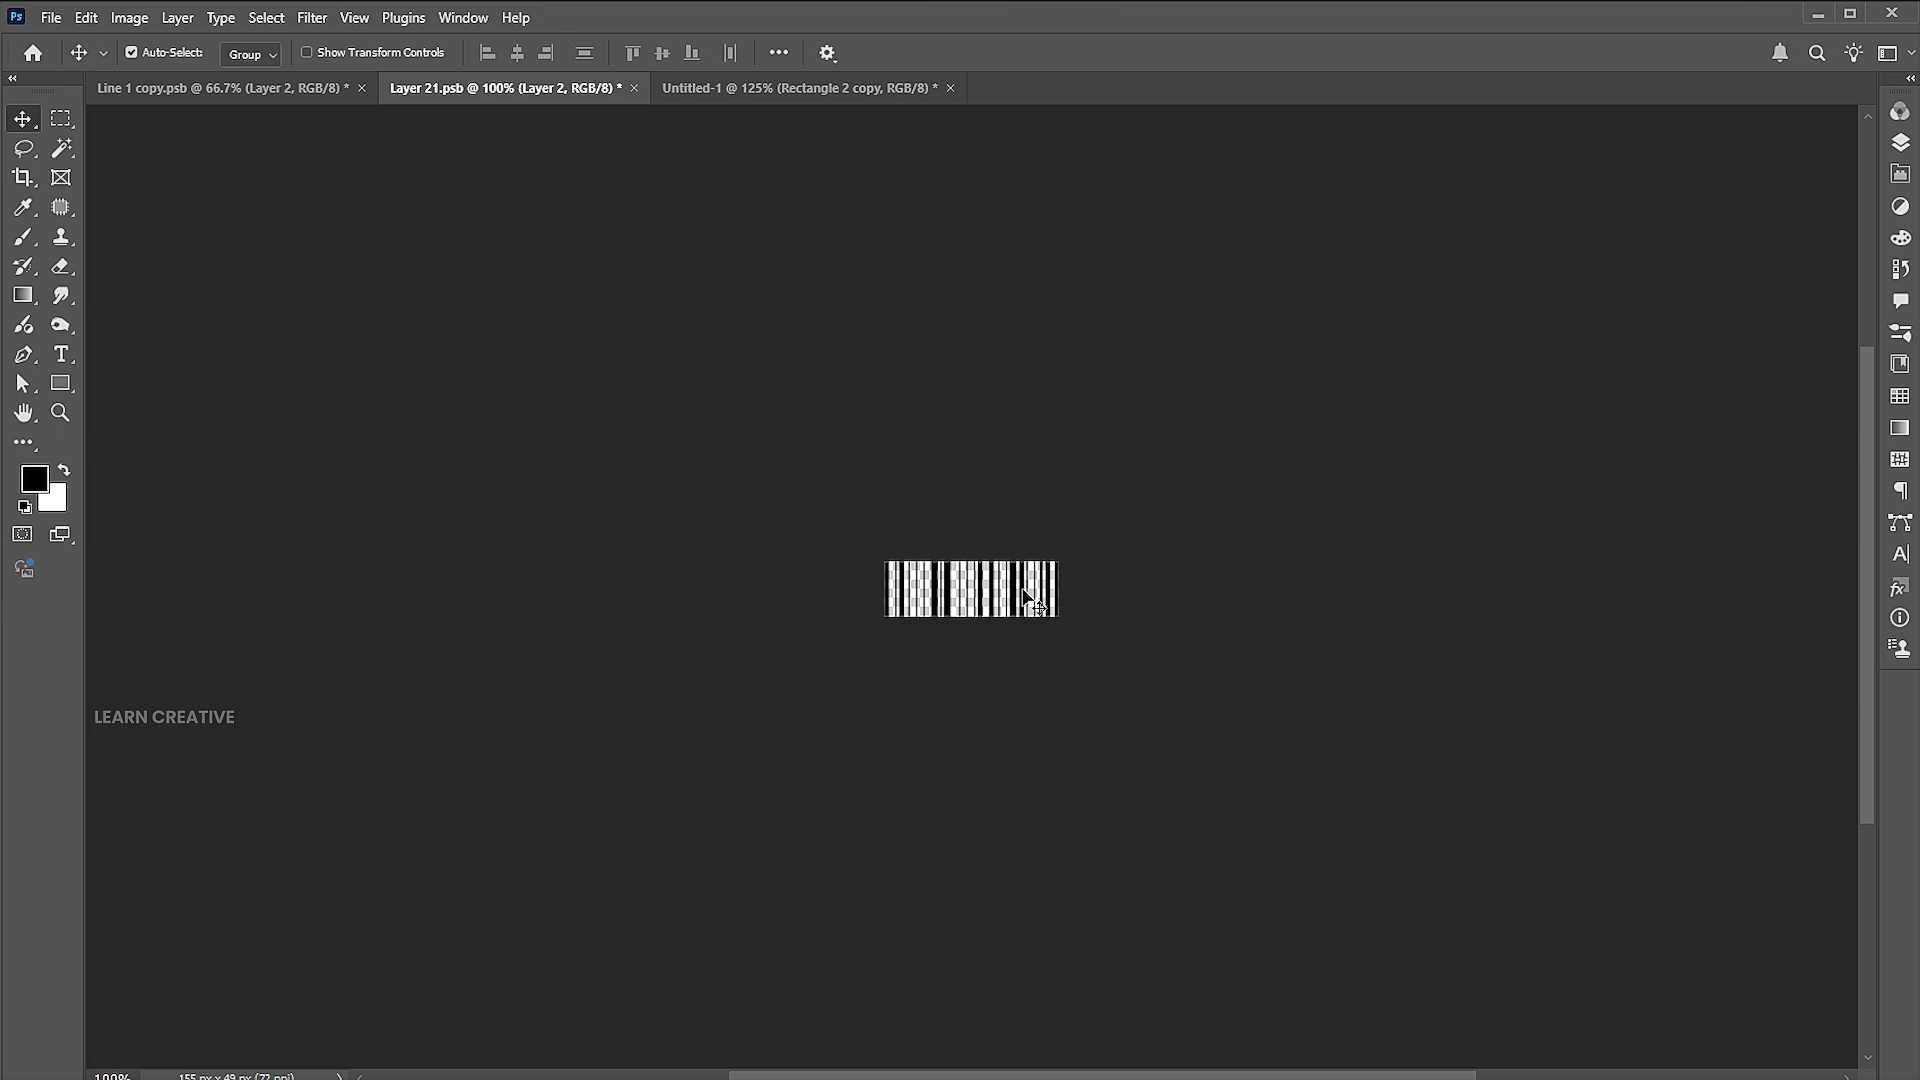 Ps File Edit Image Layer Type Select Filter View Plugins Window Help
Auto-Select: Group Show Transform Controls
Line 1 copy.psb @ 66.7% (Layer 2, RGB/8) * × Layer 21.psb @ 100% (Layer 2, RGB/8) * × Untitled-1 @ 125% (Rectangle 2 copy, RGB/8) * ×
LEARN CREATIVE
100% 155 px x 49 px (72 ppi)